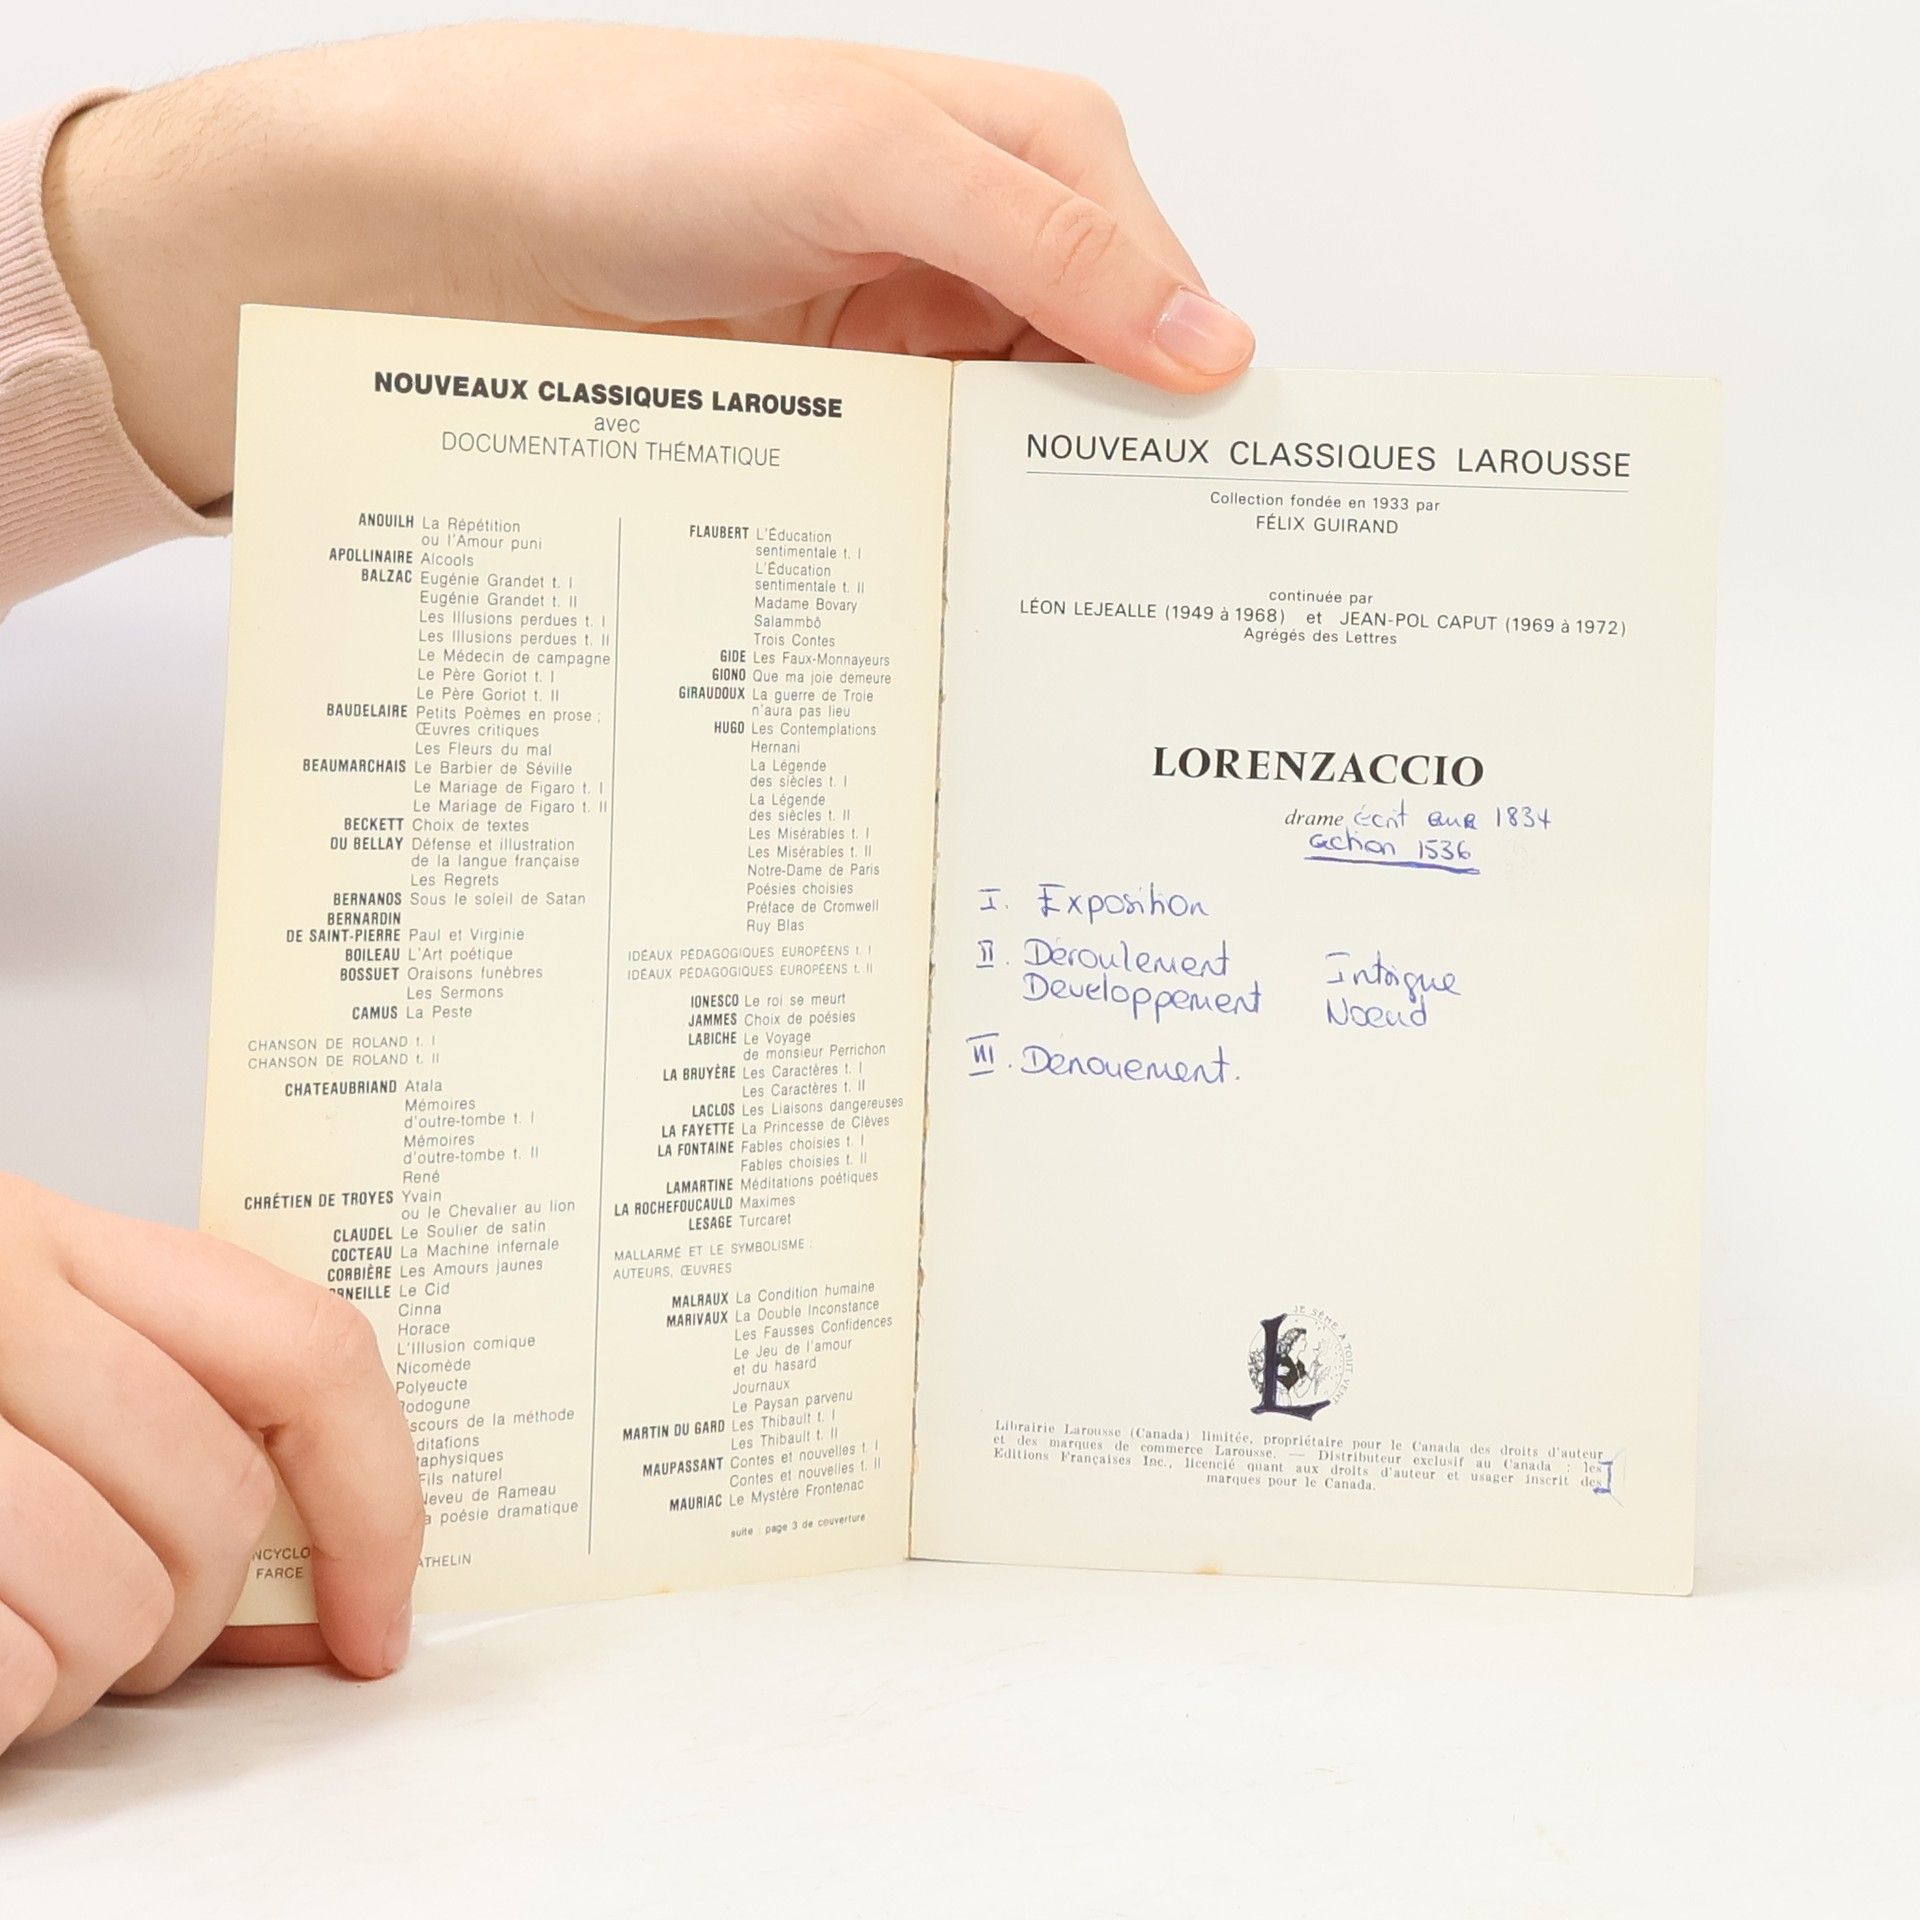 NOUVEAUX CLASSIQUES LAROUSSE
avec
DOCUMENTATION THÉMATIQUE
ANOUILH La Répétition
ou l'Amour puni
APOLLINAIRE Alcools
BALZAC Eugénie Grandet t. I
Eugénie Grandet t. II
Les Illusions perdues t. I
Les Illusions perdues t. II
Le Médecin de campagne
Le Père Goriot t. I
Le Père Goriot t. II
BAUDELAIRE Petits Poèmes en prose ;
Œuvres critiques
Les Fleurs du mal
BEAUMARCHAIS Le Barbier de Séville
Le Mariage de Figaro t. I
Le Mariage de Figaro t. II
BECKETT Choix de textes
DU BELLAY Défense et illustration
de la langue française
Les Regrets
BERNANOS Sous le soleil de Satan
BERNARDIN
DE SAINT-PIERRE Paul et Virginie
BOILEAU L'Art poétique
BOSSUET Oraisons funèbres
Les Sermons
CAMUS La Peste
CHANSON DE ROLAND t. I
CHANSON DE ROLAND t. II
CHATEAUBRIAND Atala
Mémoires
d'outre-tombe t. I
Mémoires
d'outre-tombe t. II
René
CHRÉTIEN DE TROYES Yvain
ou le Chevalier au lion
CLAUDEL Le Soulier de satin
COCTEAU La Machine infernale
CORBIÈRE Les Amours jaunes
RNEILLE Le Cid
Cinna
Horace
L'Illusion comique
Nicomède
Polyeucte
odogune
scours de la méthode
ditations
aphysiques
Fils naturel
Neveu de Rameau
a poésie dramatique
NCYCLO
FARCE ATHELIN
FLAUBERT L'Éducation
sentimentale t. I
L'Éducation
sentimentale t. II
Madame Bovary
Salammbô
Trois Contes
GIDE Les Faux-Monnayeurs
GIONO Que ma joie demeure
GIRAUDOUX La guerre de Troie
n'aura pas lieu
HUGO Les Contemplations
Hernani
La Légende
des siècles t. I
La Légende
des siècles t. II
Les Misérables t. I
Les Misérables t. II
Notre-Dame de Paris
Poésies choisies
Préface de Cromwell
Ruy Blas
IDÉAUX PÉDAGOGIQUES EUROPÉENS t. I
IDÉAUX PÉDAGOGIQUES EUROPÉENS t. II
IONESCO Le roi se meurt
JAMMES Choix de poésies
LABICHE Le Voyage
de monsieur Perrichon
LA BRUYÈRE Les Caractères t. I
Les Caractères t. II
LACLOS Les Liaisons dangereuses
LA FAYETTE La Princesse de Clèves
LA FONTAINE Fables choisies t. I
Fables choisies t. II
LAMARTINE Méditations poétiques
LA ROCHEFOUCAULD Maximes
LESAGE Turcaret
MALLARMÉ ET LE SYMBOLISME :
AUTEURS, ŒUVRES
MALRAUX La Condition humaine
MARIVAUX La Double Inconstance
Les Fausses Confidences
Le Jeu de l'amour
et du hasard
Journaux
Le Paysan parvenu
MARTIN DU GARD Les Thibault t. I
Les Thibault t. II
MAUPASSANT Contes et nouvelles t. I
Contes et nouvelles t. II
MAURIAC Le Mystère Frontenac
suite : page 3 de couverture
NOUVEAUX CLASSIQUES LAROUSSE
Collection fondée en 1933 par
FÉLIX GUIRAND
continuée par
LÉON LEJEALLE (1949 à 1968) et JEAN-POL CAPUT (1969 à 1972)
Agrégés des Lettres
LORENZACCIO
drame écrit 1834
action 1536
I. Exposition
II. Déroulement Intrigue
Developpement Nœud
III. Dénouement.
JE SÈME A TOUT VENT
Librairie Larousse (Canada) limitée, propriétaire pour le Canada des droits d'auteur
et des marques de commerce Larousse. — Distributeur exclusif au Canada : les
Editions Françaises Inc., licencié quant aux droits d'auteur et usager inscrit des
marques pour le Canada.